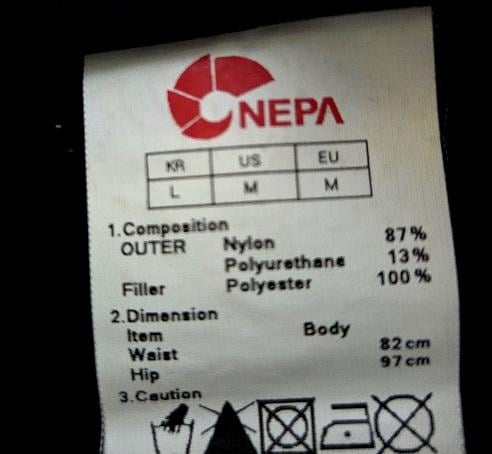 NEPA
KR US EU
L M M
1.Composition
OUTER Nylon 87%
Polyurethane 13%
Filler Polyester 100%
2.Dimension
Item Body
Waist 82cm
Hip 97cm
3.Caution